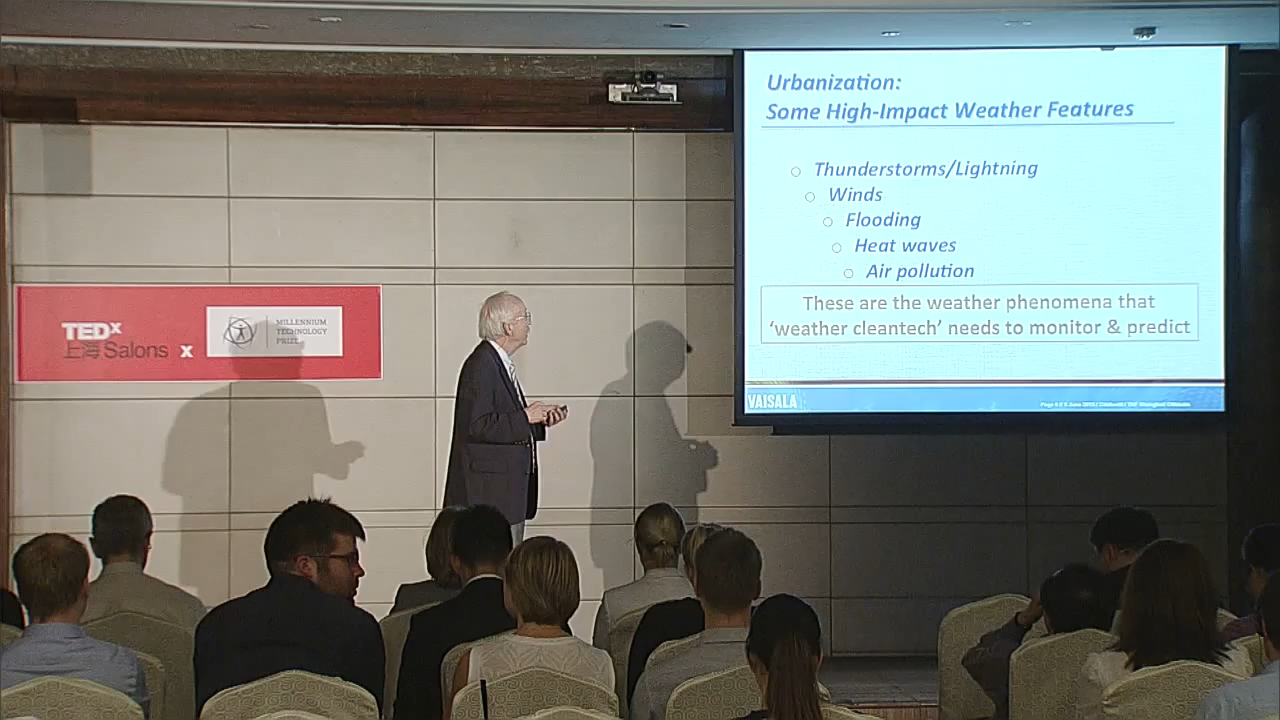 Urbanization:
Some High-Impact Weather Features
Thunderstorms/Lightning
Winds
Flooding
Heat waves
Air pollution
These are the weather phenomena that
‘weather cleantech’ needs to monitor & predict
VAISALA
TEDx
上海 Salons x
MILLENNIUM
TECHNOLOGY
PRIZE